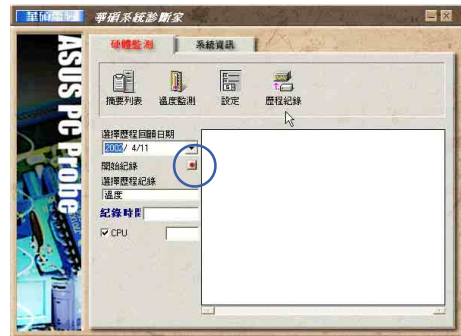 華碩電腦 華碩系統診斷家
ASUS PC Probe
硬體監測 系統資訊
摘要列表 溫度監測 設定 歷程紀錄
選擇歷程回顧日期
2002/ 4/11
開始紀錄
選擇歷程紀錄
溫度
紀錄時間
CPU